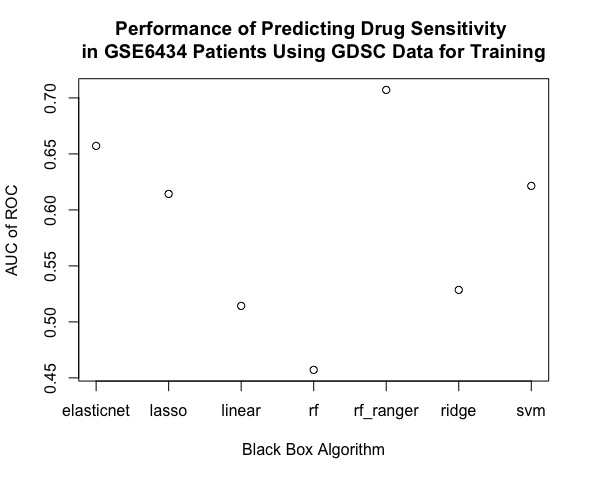 Performance of Predicting Drug Sensitivity
in GSE6434 Patients Using GDSC Data for Training
AUC of ROC
0.70
0.65
0.60
0.55
0.50
0.45
elasticnet lasso linear rf rf_ranger ridge svm
Black Box Algorithm